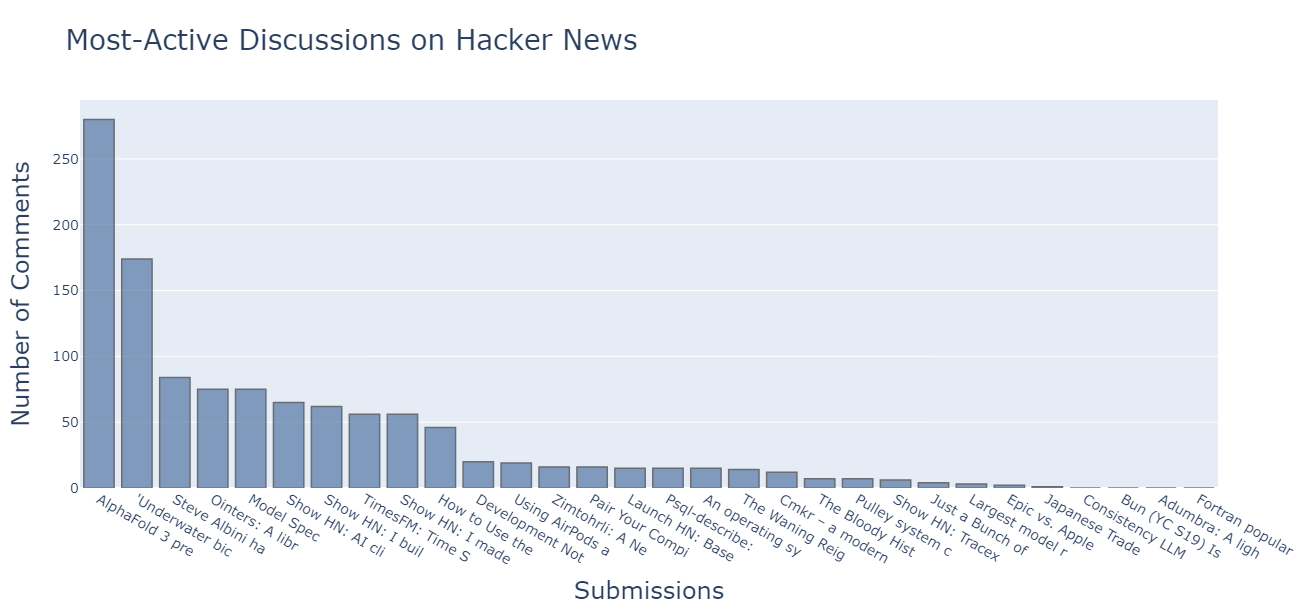 Most-Active Discussions on Hacker News
Number of Comments
250
200
150
100
50
0
AlphaFold 3 pre
'Underwater bic
Steve Albini ha
Ointers: A libr
Model Spec
Show HN: AI cli
Show HN: I buil
TimesFM: Time S
Show HN: I made
How to Use the
Development Not
Using AirPods a
Zimtohrli: A Ne
Pair Your Compi
Launch HN: Base
Psql-describe:
An operating sy
The Waning Reig
Cmkr – a modern
The Bloody Hist
Pulley system c
Show HN: Tracex
Just a Bunch of
Largest model r
Epic vs. Apple
Japanese Trade
Consistency LLM
Bun (YC S19) Is
Adumbra: A ligh
Fortran popular
Submissions